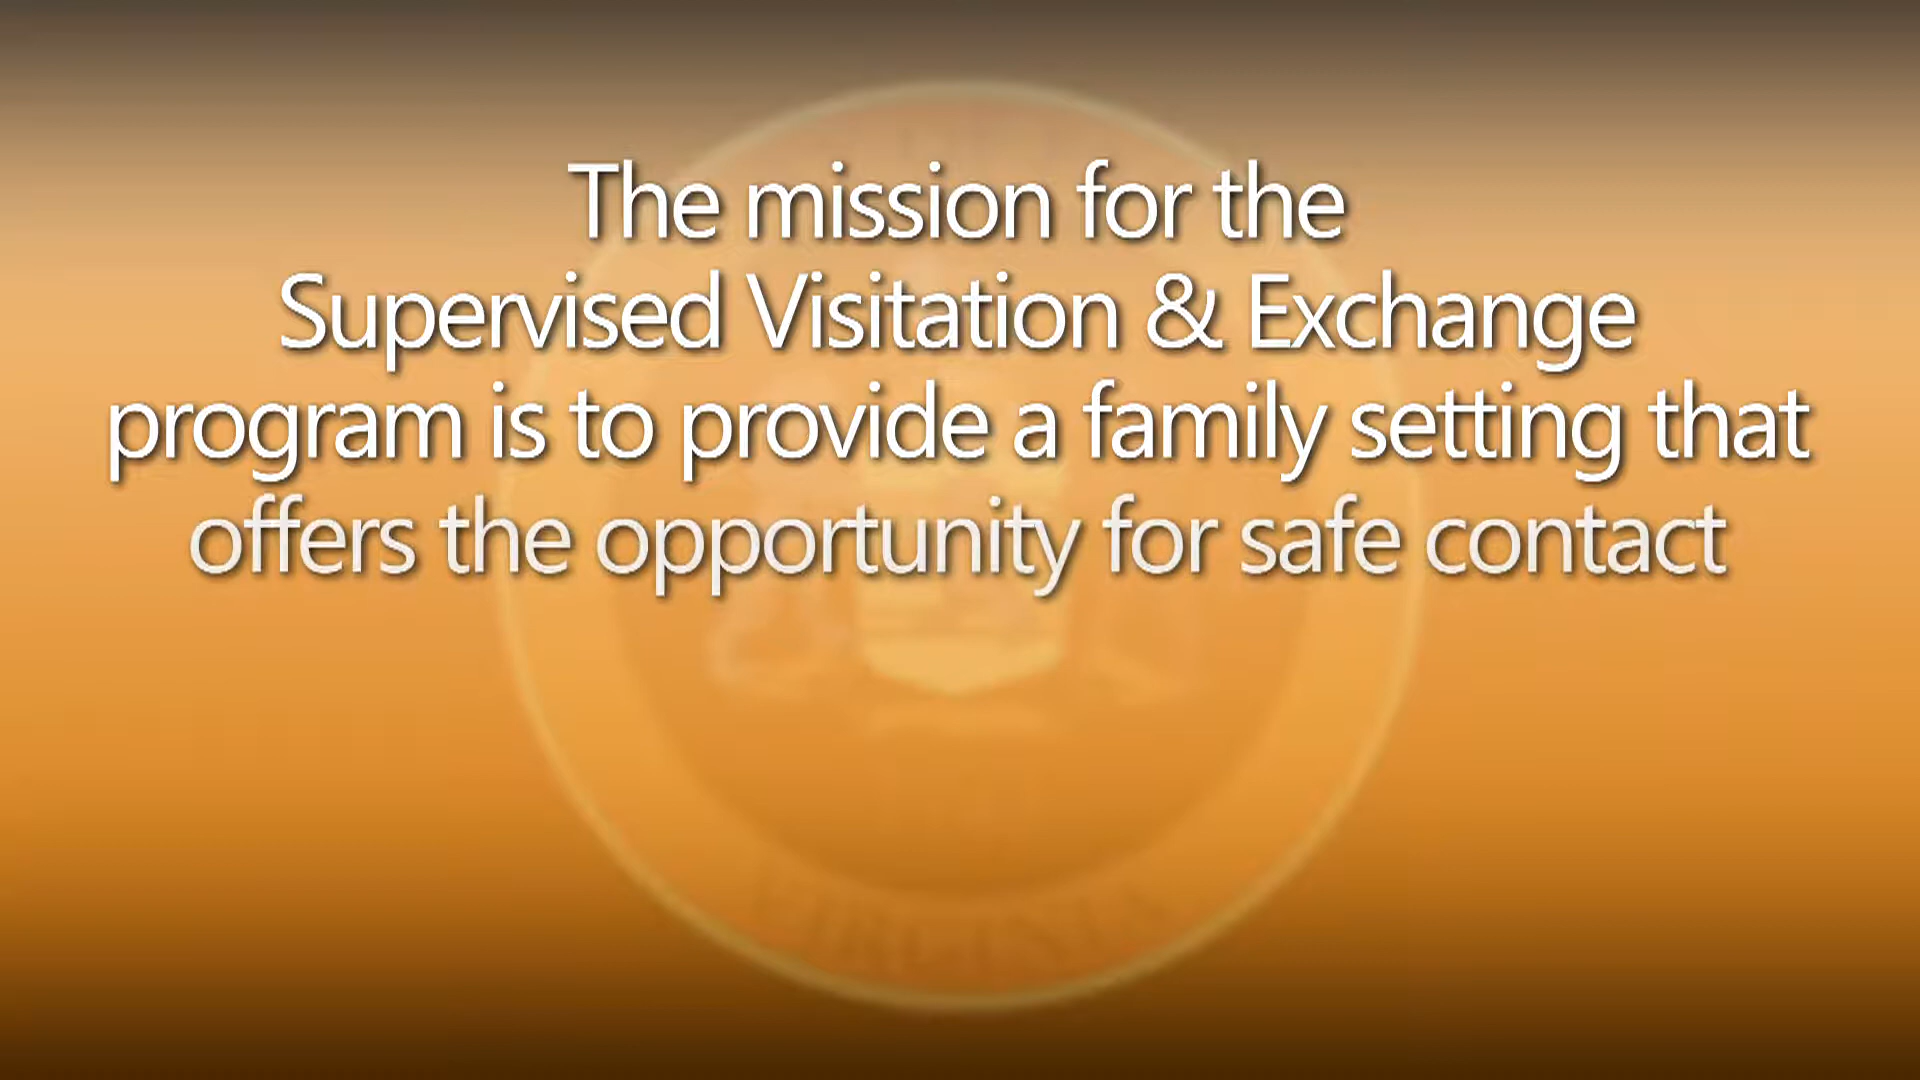 The mission for the
Supervised Visitation & Exchange
program is to provide a family setting that
offers the opportunity for safe contact